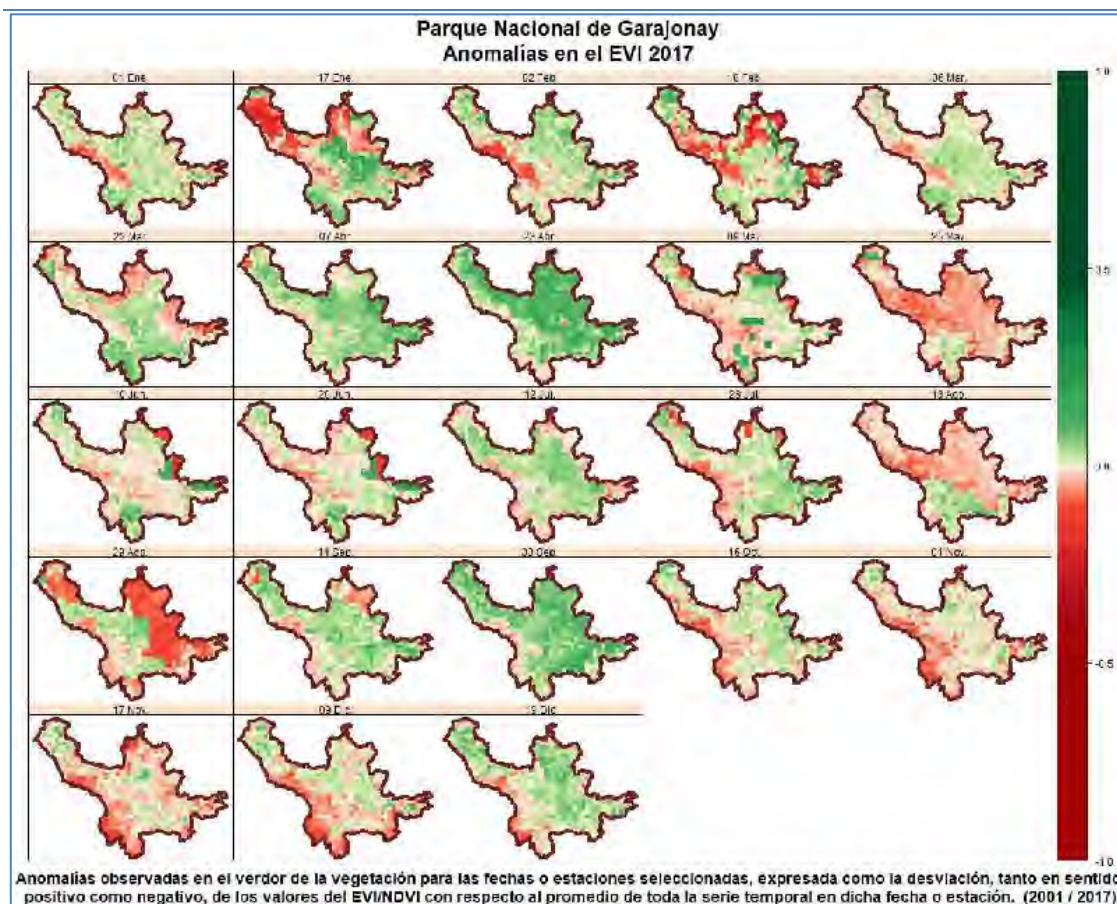 Parque Nacional de Garajonay
Anomalías en el EVI 2017
01 Ene. 17 Ene. 02 Feb. 18 Feb. 06 Mar.
22 Mar. 07 Abr. 23 Abr. 09 May. 25 May.
10 Jun. 26 Jun. 12 Jul. 28 Jul. 13 Ago.
29 Ago. 14 Sep. 30 Sep. 16 Oct. 01 Nov.
17 Nov. 09 Dic. 19 Dic.
1.0
0.5
0.0
-0.5
-1.0
Anomalías observadas en el verdor de la vegetación para las fechas o estaciones seleccionadas, expresada como la desviación, tanto en sentido
positivo como negativo, de los valores del EVI/NDVI con respecto al promedio de toda la serie temporal en dicha fecha o estación. (2001 / 2017)